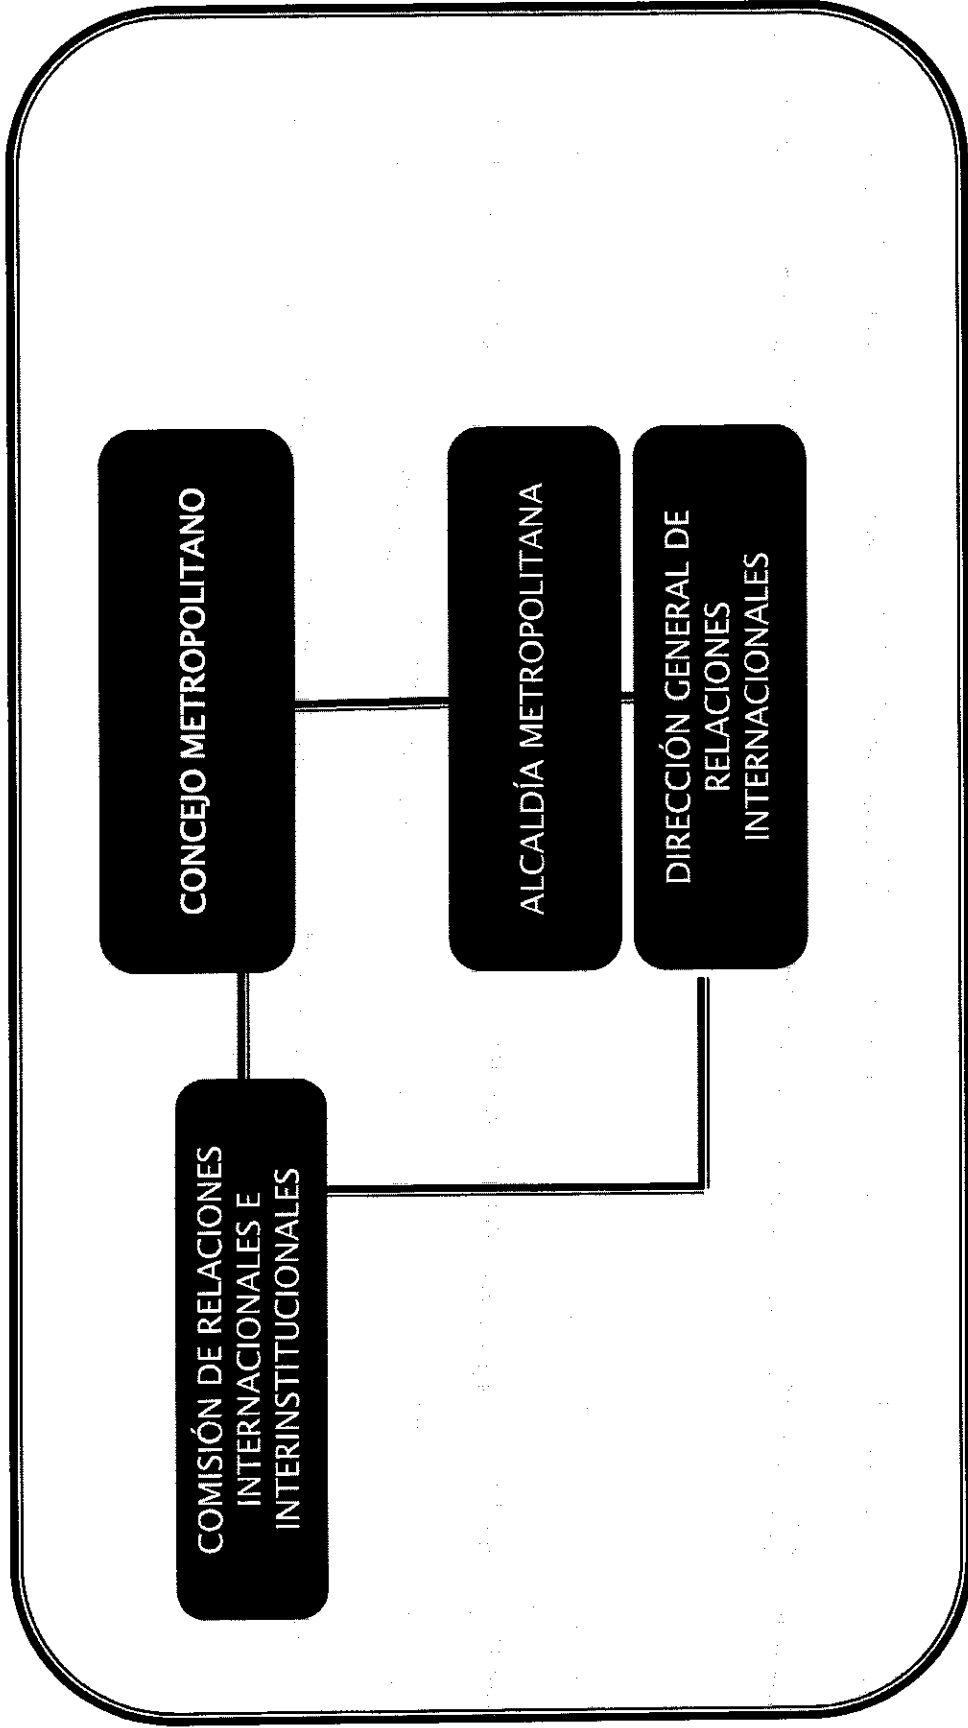 CONCEJO METROPOLITANO
COMISIÓN DE RELACIONES
INTERNACIONALES E
INTERINSTITUCIONALES
ALCALDÍA METROPOLITANA
DIRECCIÓN GENERAL DE
RELACIONES
INTERNACIONALES